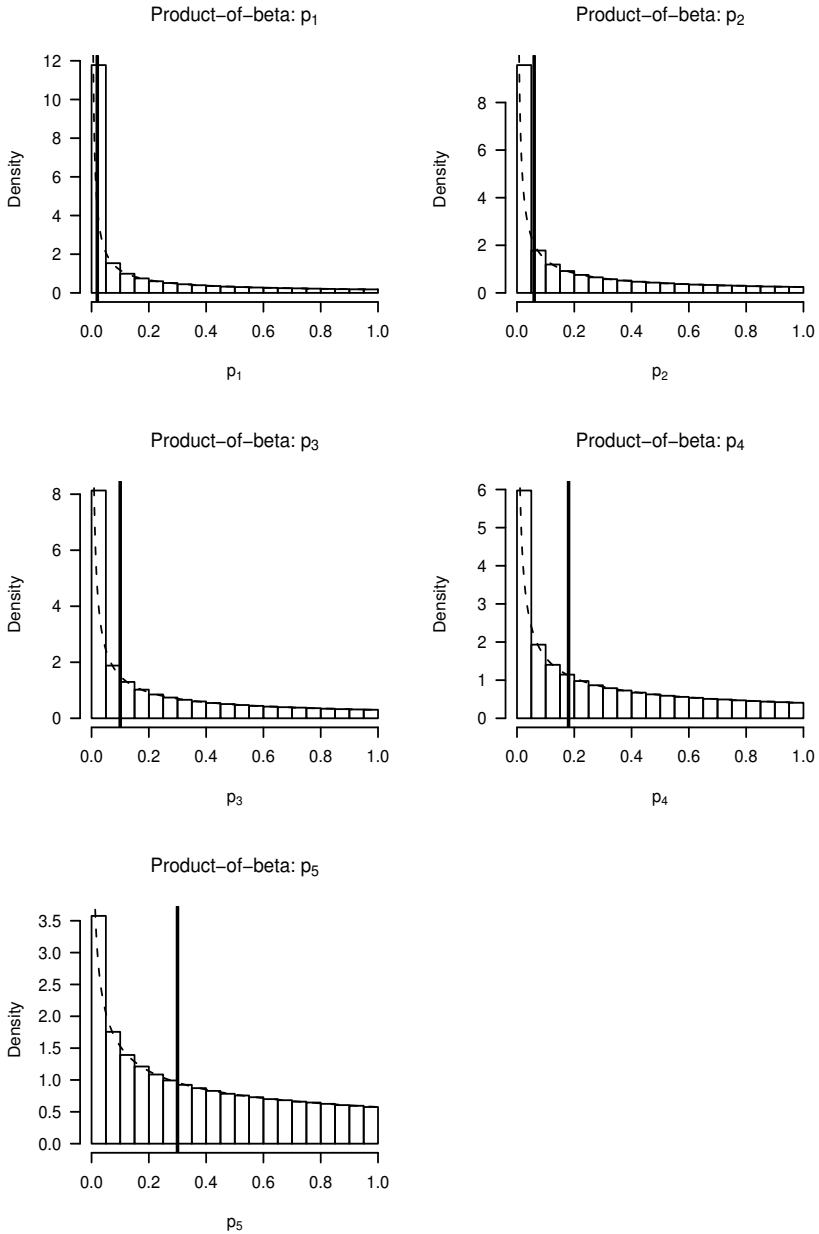 Product−of−beta: p1
Density
12
10
8
6
4
2
0
0.0 0.2 0.4 0.6 0.8 1.0
p1
Product−of−beta: p2
Density
8
6
4
2
0
0.0 0.2 0.4 0.6 0.8 1.0
p2
Product−of−beta: p3
Density
8
6
4
2
0
0.0 0.2 0.4 0.6 0.8 1.0
p3
Product−of−beta: p4
Density
6
5
4
3
2
1
0
0.0 0.2 0.4 0.6 0.8 1.0
p4
Product−of−beta: p5
Density
3.5
3.0
2.5
2.0
1.5
1.0
0.5
0.0
0.0 0.2 0.4 0.6 0.8 1.0
p5